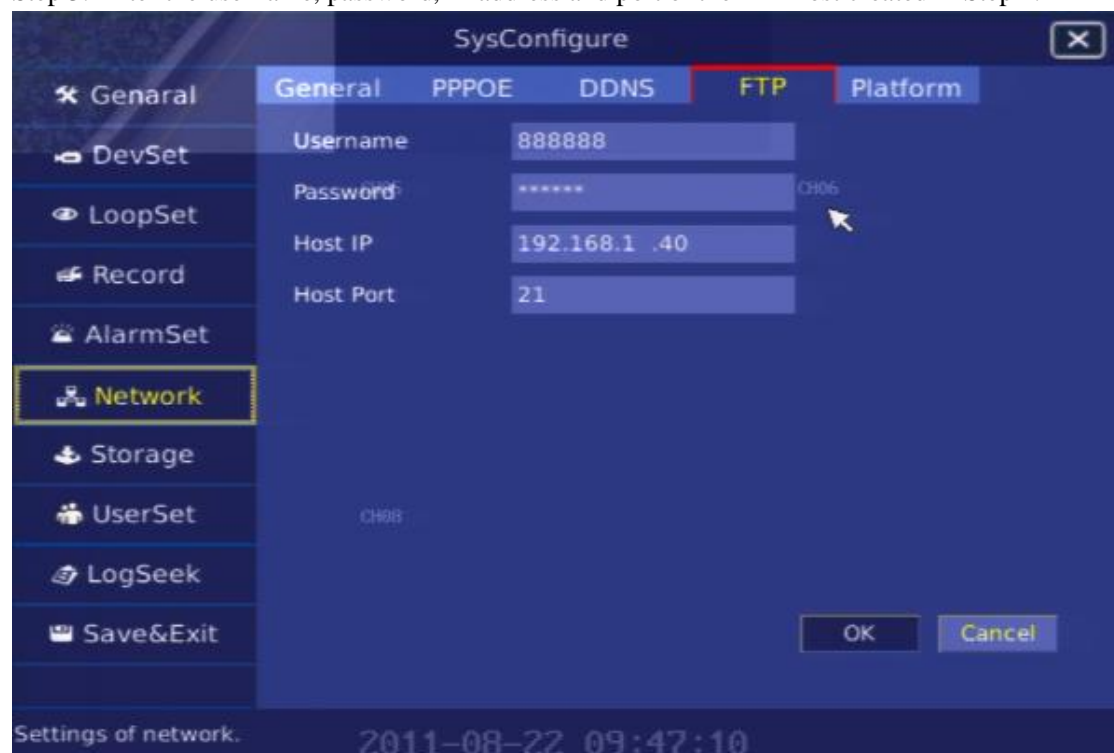 SysConfigure
Genaral
DevSet
LoopSet
Record
AlarmSet
Network
Storage
UserSet
LogSeek
Save&Exit
General PPPOE DDNS FTP Platform
Username 888888
Password ******
CH06
Host IP 192.168.1 .40
Host Port 21
CH08
OK Cancel
Settings of network.
2011-08-22 09:47:10